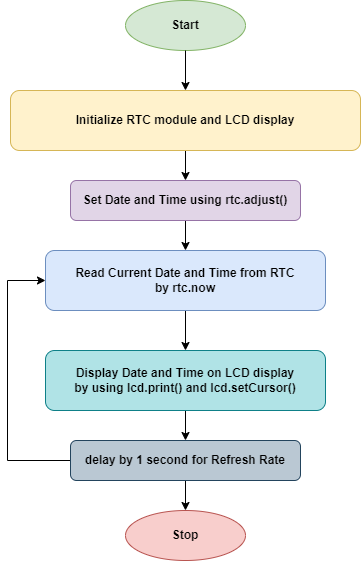 Start
Initialize RTC module and LCD display
Set Date and Time using rtc.adjust()
Read Current Date and Time from RTC
by rtc.now
Display Date and Time on LCD display
by using lcd.print() and lcd.setCursor()
delay by 1 second for Refresh Rate
Stop